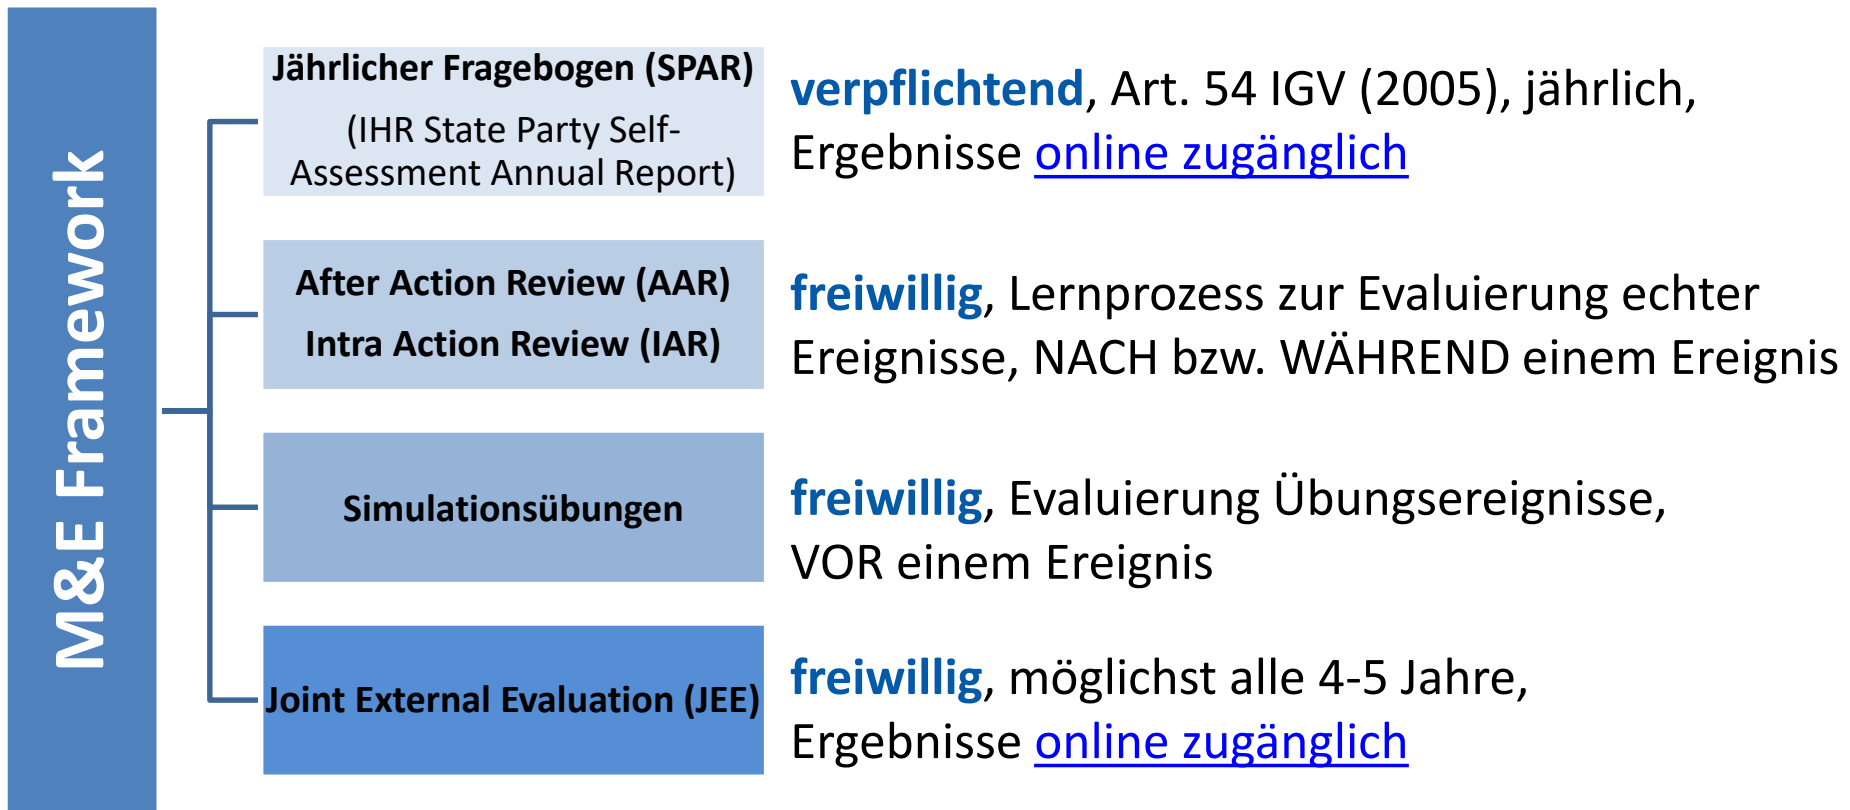 M&E Framework
Jährlicher Fragebogen (SPAR)
(IHR State Party Self-
Assessment Annual Report)
verpflichtend, Art. 54 IGV (2005), jährlich,
Ergebnisse online zugänglich
After Action Review (AAR)
Intra Action Review (IAR)
freiwillig, Lernprozess zur Evaluierung echter
Ereignisse, NACH bzw. WÄHREND einem Ereignis
Simulationsübungen
freiwillig, Evaluierung Übungsereignisse,
VOR einem Ereignis
Joint External Evaluation (JEE)
freiwillig, möglichst alle 4-5 Jahre,
Ergebnisse online zugänglich